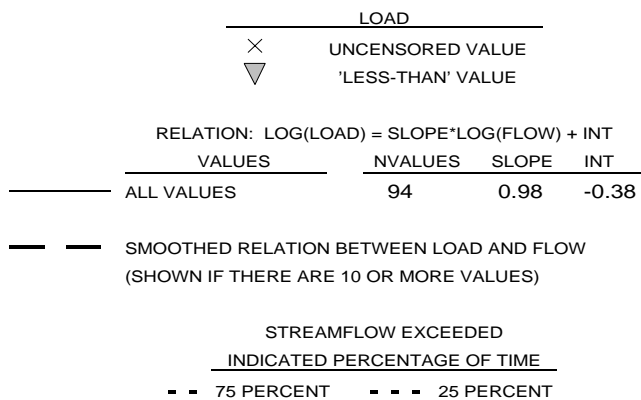 LOAD
UNCENSORED VALUE
'LESS-THAN' VALUE
RELATION: LOG(LOAD) = SLOPE*LOG(FLOW) + INT
VALUES NVALUES SLOPE INT
ALL VALUES 94 0.98 -0.38
SMOOTHED RELATION BETWEEN LOAD AND FLOW
(SHOWN IF THERE ARE 10 OR MORE VALUES)
STREAMFLOW EXCEEDED
INDICATED PERCENTAGE OF TIME
75 PERCENT 25 PERCENT